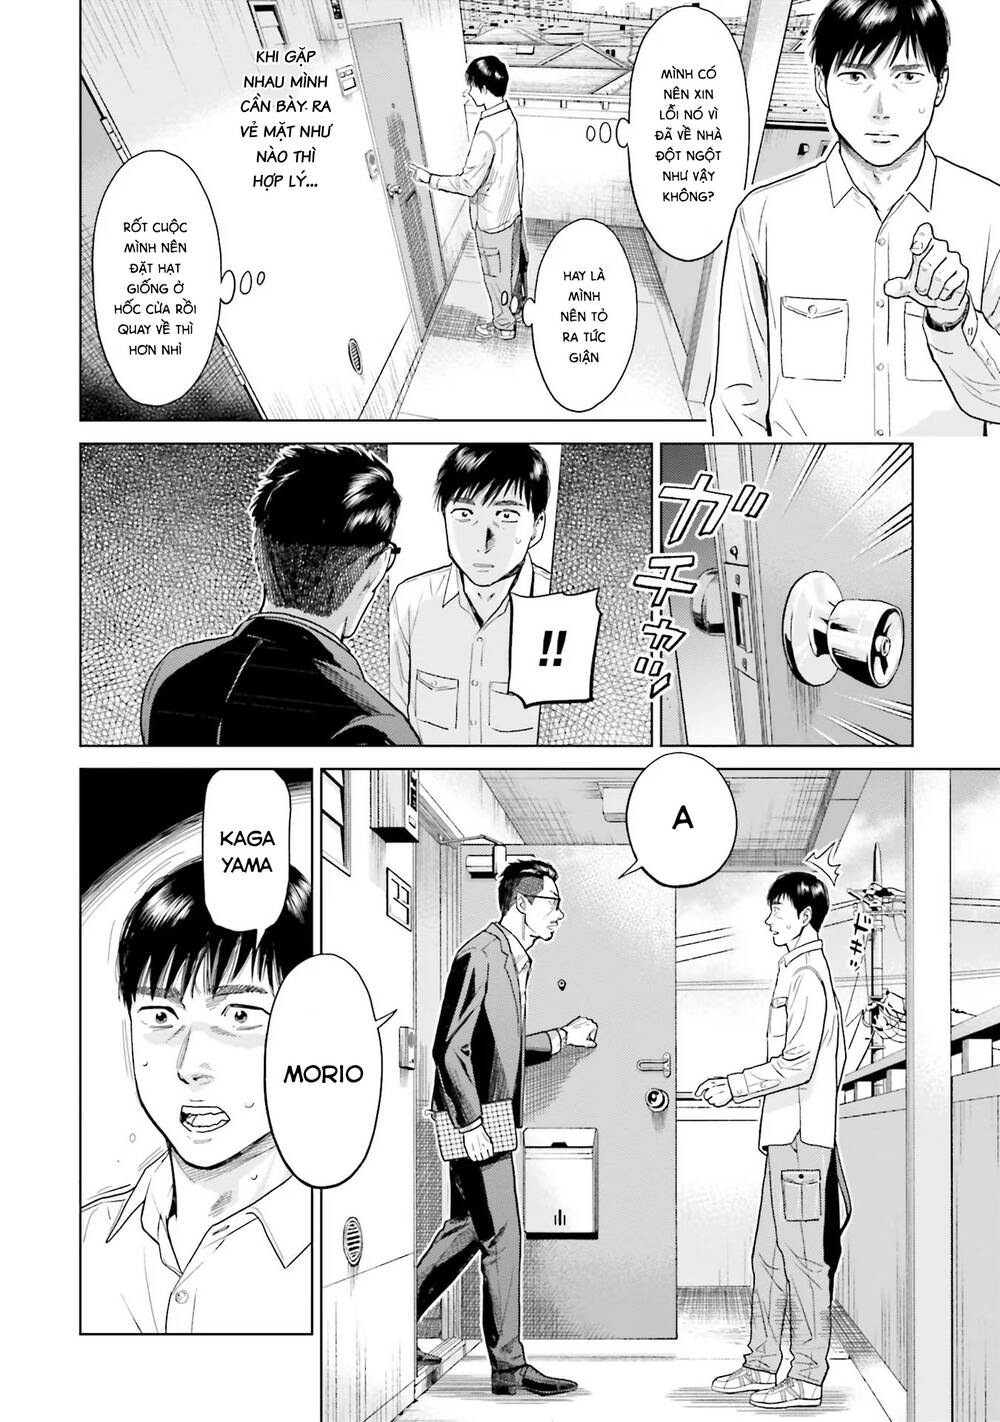 MÌNH CÓ
NÊN XIN
LỖI NÓ VÌ
ĐÃ VỀ NHÀ
ĐỘT NGỘT
NHƯ VẬY
KHÔNG?
HAY LÀ
MÌNH
NÊN TỎ
RA TỨC
GIẬN
KHI GẶP
NHAU MÌNH
CẦN BÀY RA
VẺ MẶT NHƯ
NÀO THÌ
HỢP LÝ...
RỐT CUỘC
MÌNH NÊN
ĐẶT HẠT
GIỐNG Ở
HỐC CỬA RỒI
QUAY VỀ THÌ
HƠN NHỈ
ガチャッ
!!
A
KAGA
YAMA
MORIO